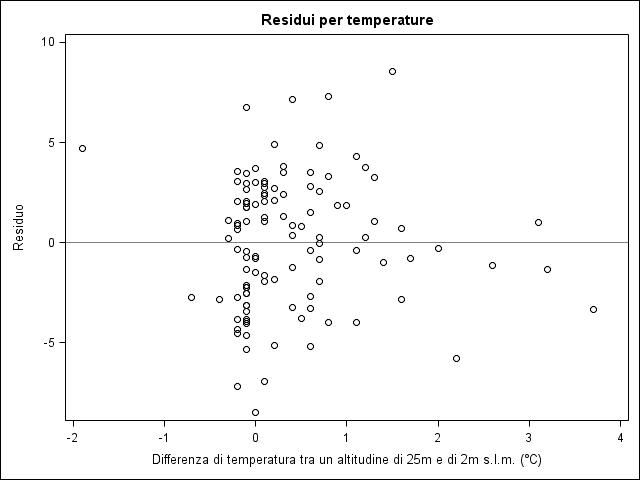 Residui per temperature
10
5
0
-5
Residuo
-2 -1 0 1 2 3 4
Differenza di temperatura tra un altitudine di 25m e di 2m s.l.m. (°C)